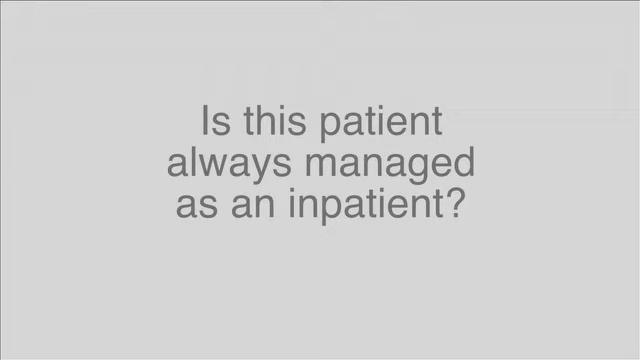 Is this patient
always managed
as an inpatient?